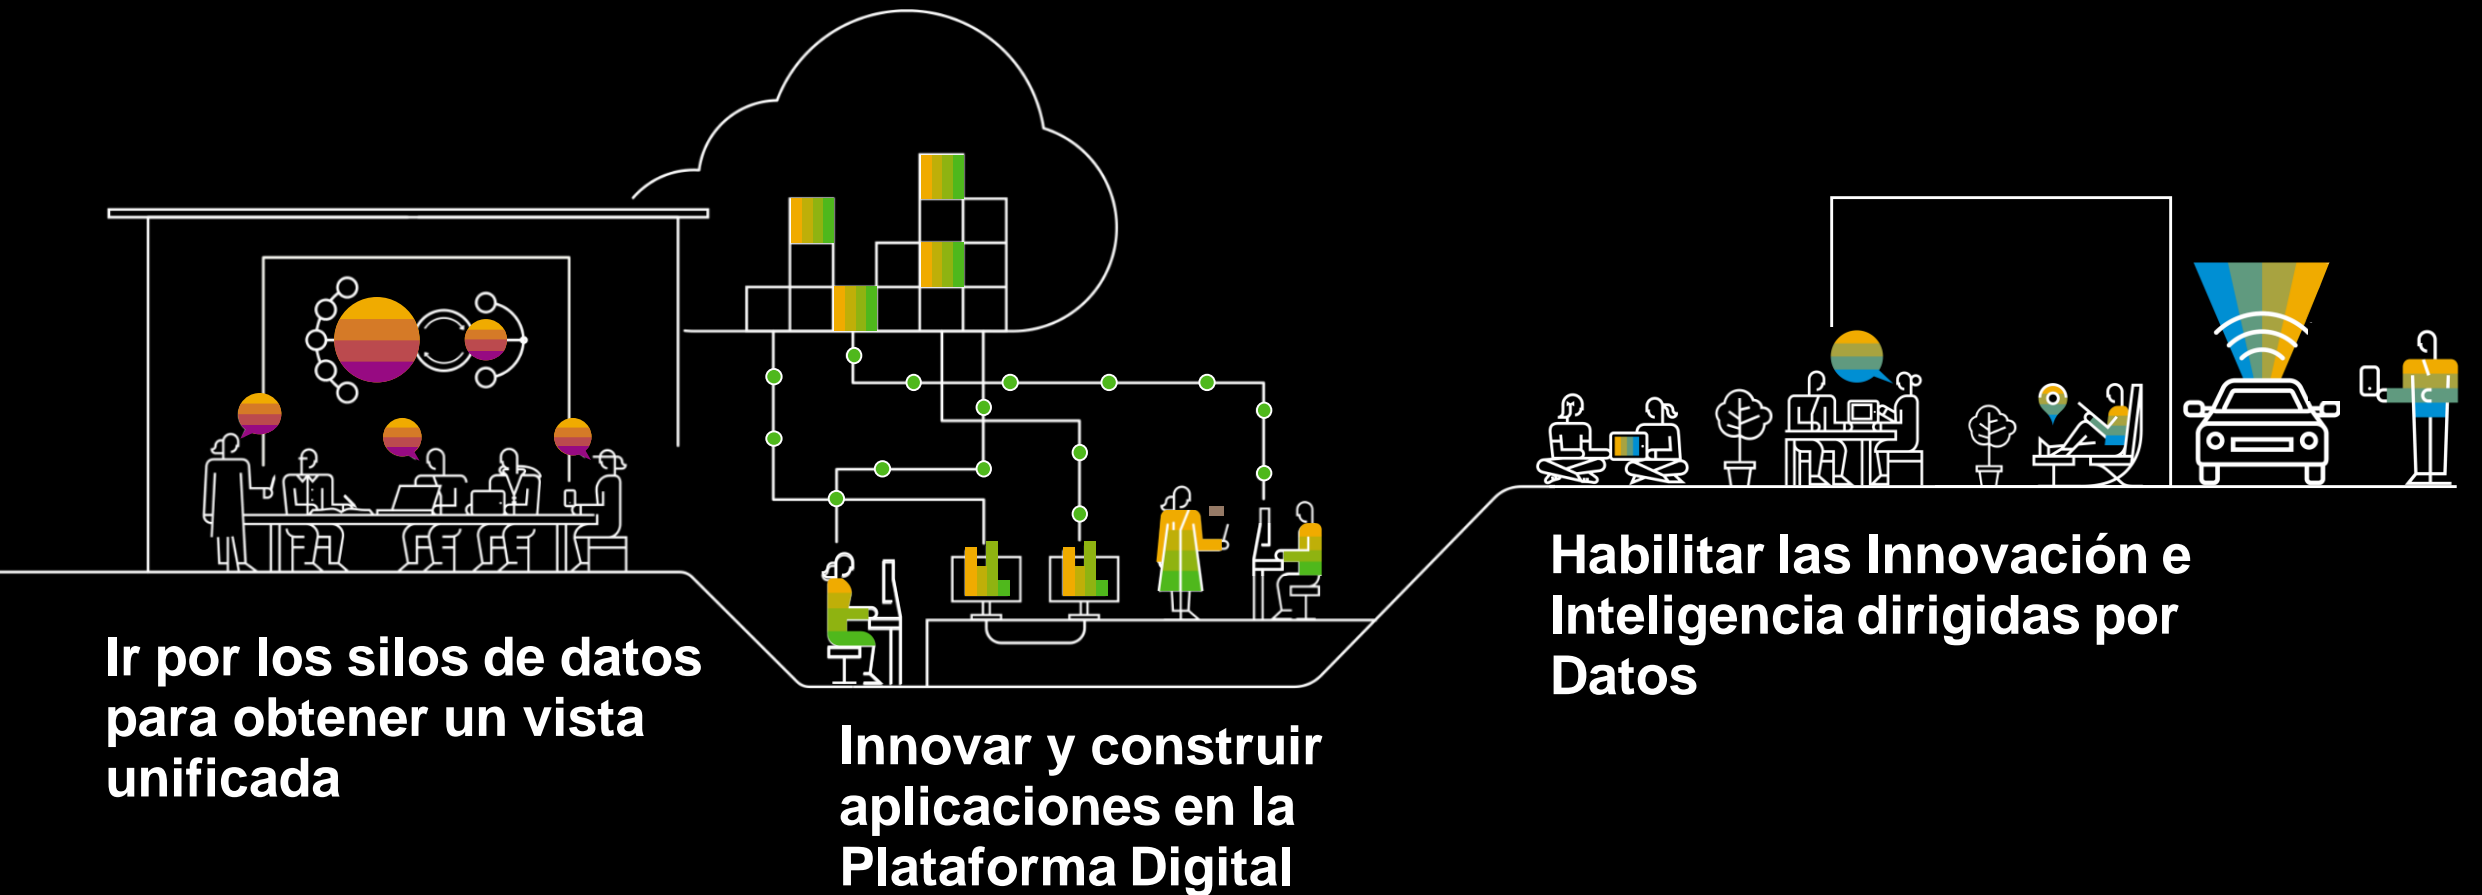 Ir por los silos de datos
para obtener un vista
unificada
Innovar y construir
aplicaciones en la
Plataforma Digital
Habilitar las Innovación e
Inteligencia dirigidas por
Datos